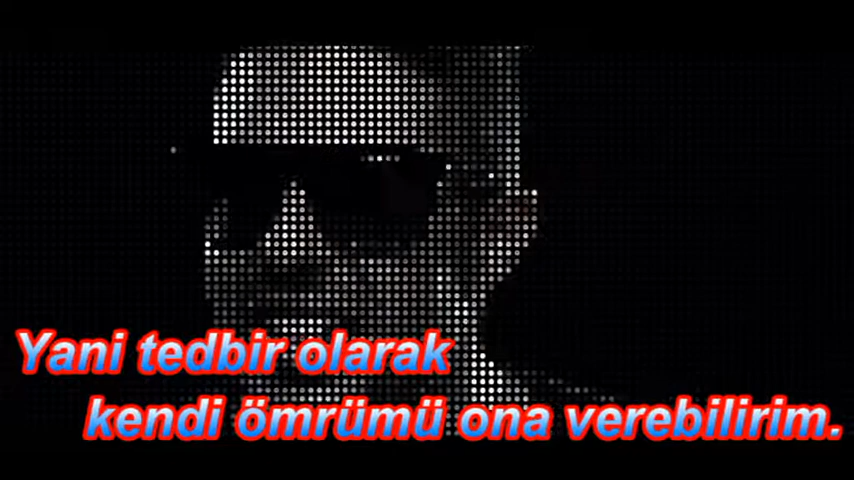 Yani tedbir olarak
kendi ömrümü ona verebilirim.